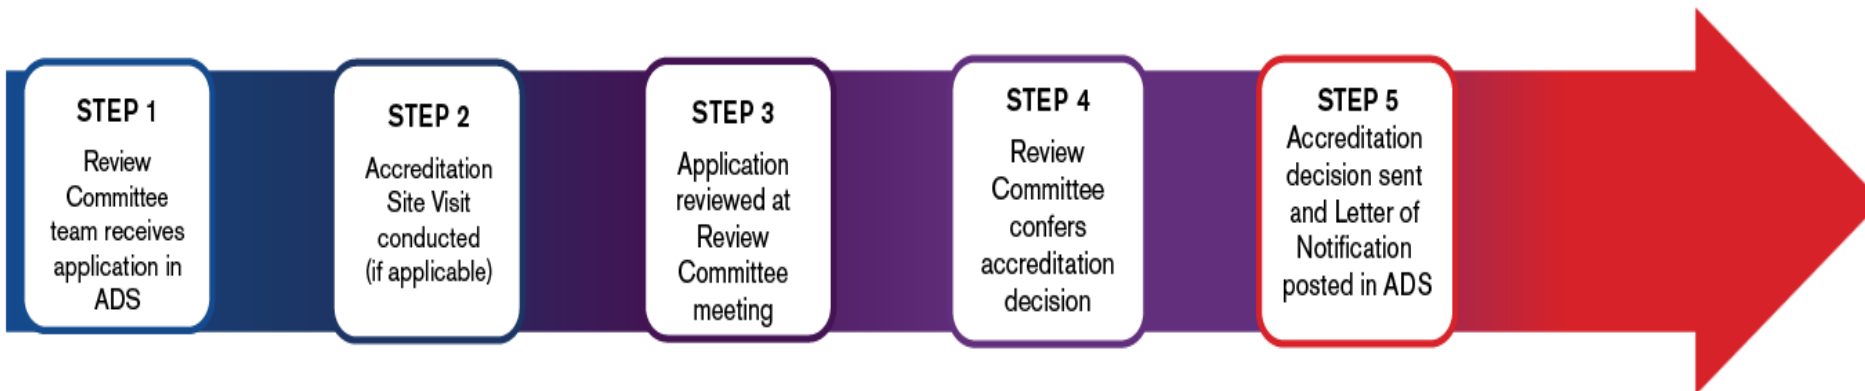 STEP 1
Review
Committee
team receives
application in
ADS
STEP 2
Accreditation
Site Visit
conducted
(if applicable)
STEP 3
Application
reviewed at
Review
Committee
meeting
STEP 4
Review
Committee
confers
accreditation
decision
STEP 5
Accreditation
decision sent
and Letter of
Notification
posted in ADS